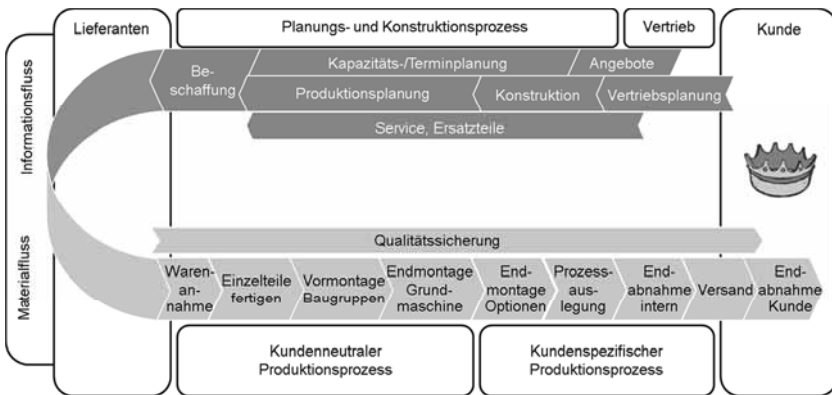 Lieferanten
Planungs- und Konstruktionsprozess
Vertrieb
Kunde
Informationsfluss
Materialfluss
Be-
schaffung
Kapazitäts-/Terminplanung
Angebote
Produktionsplanung
Konstruktion
Vertriebsplanung
Service, Ersatzteile
Qualitätssicherung
Waren-
an-
nahme
Einzelteile
fertigen
Vormontage
Baugruppen
Endmontage
Grund-
maschine
End-
montage
Optionen
Prozess-
aus-
legung
End-
abnahme
intern
Versand
End-
abnahme
Kunde
Kundenneutraler
Produktionsprozess
Kundenspezifischer
Produktionsprozess